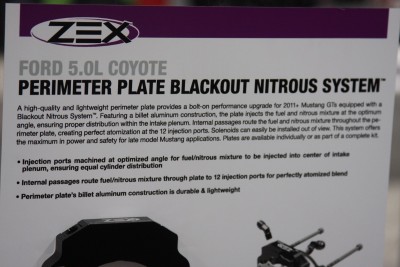 ZEX
FORD 5.0L COYOTE
PERIMETER PLATE BLACKOUT NITROUS SYSTEM™
A high-quality and lightweight perimeter plate provides a bolt-on performance upgrade for 2011+ Mustang GTs equipped with a
Blackout Nitrous System™. Featuring a billet aluminum construction, the plate injects the fuel and nitrous mixture at the optimum
angle, ensuring proper distribution within the intake plenum. Internal passages route the fuel and nitrous mixture throughout the pe-
rimeter plate, creating perfect atomization at the 12 injection ports. Solenoids can easily be installed out of view. This system offers
the maximum in power and safety for late model Mustang applications. Plates are available individually or as part of a complete kit.
• Injection ports machined at optimized angle for fuel/nitrous mixture to be injected into center of intake
plenum, ensuring equal cylinder distribution
• Internal passages route fuel/nitrous mixture through plate to 12 injection ports for perfectly atomized blend
• Perimeter plate's billet aluminum construction is durable & lightweight